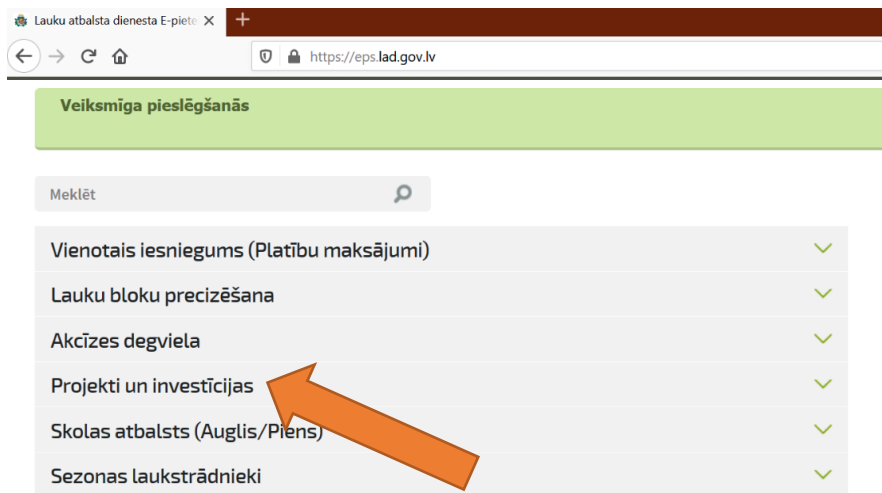 Lauku atbalsta dienesta E-piete
https://eps.lad.gov.lv
Veiksmīga pieslēgšanās
Meklēt
Vienotais iesniegums (Platību maksājumi)
Lauku bloku precizēšana
Akcīzes degviela
Projekti un investīcijas
Skolas atbalsts (Auglis/Piens)
Sezonas laukstrādnieki